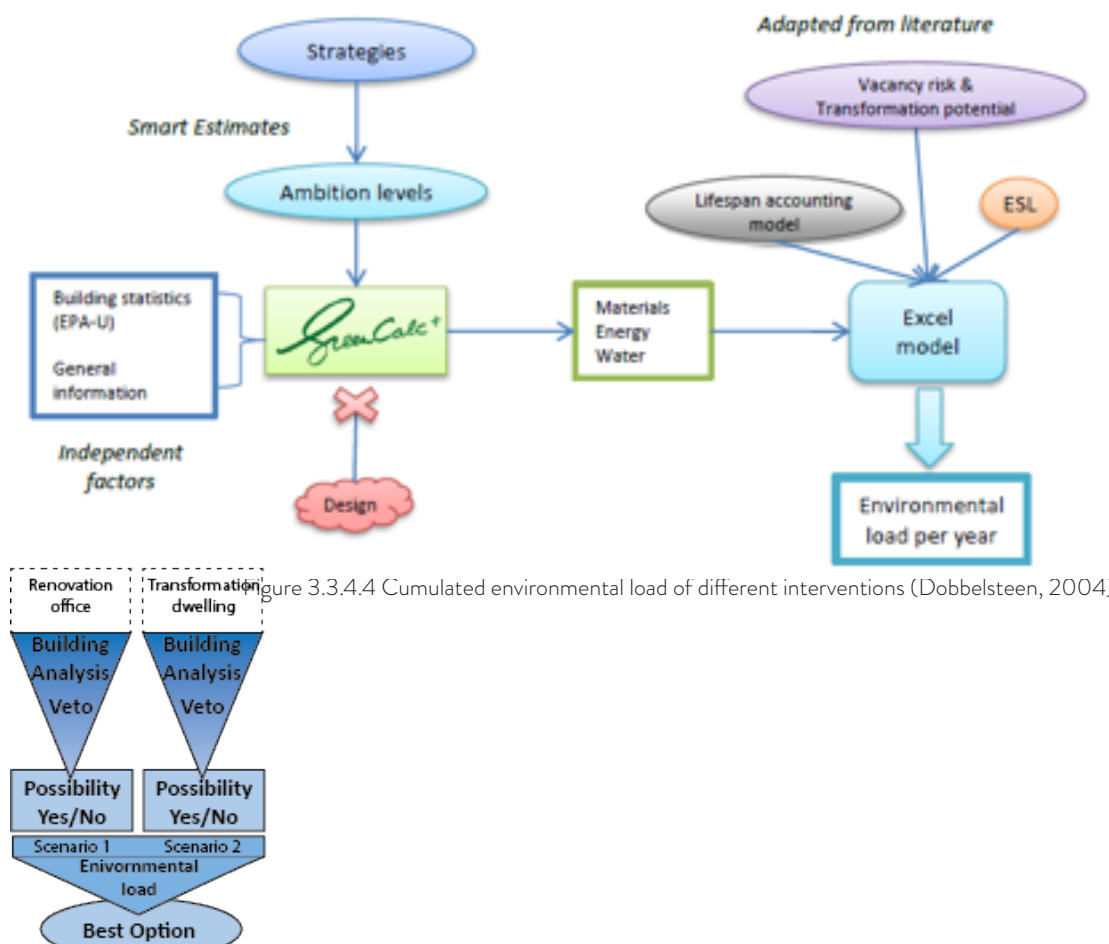 Adapted from literature
Strategies
Vacancy risk &
Transformation potential
Smart Estimates
Ambition levels
Lifespan accounting
model
ESL
Building statistics
(EPA-U)
General
information
GreenCalc+
Materials
Energy
Water
Excel
model
Independent
factors
Design
Environmental
load per year
Renovation
office
Transformation
dwelling
Figure 3.3.4.4 Cumulated environmental load of different interventions (Dobbelsteen, 2004)
Building
Analysis
Veto
Building
Analysis
Veto
Possibility
Yes/No
Possibility
Yes/No
Scenario 1
Scenario 2
Enivornmental
load
Best Option